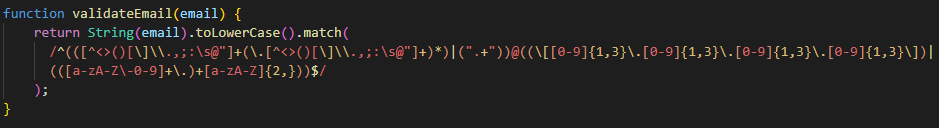 function validateEmail(email) {
return String(email).toLowerCase().match(
/^(([^<>()[\]\\.,;:\s@"]+(\.[^<>()[\]\\.,;:\s@"]+)*)|(".+"))@((\[[0-9]{1,3}\.[0-9]{1,3}\.[0-9]{1,3}\.[0-9]{1,3}\])|
(([a-zA-Z\-0-9]+\.)+[a-zA-Z]{2,}))$/
);
}